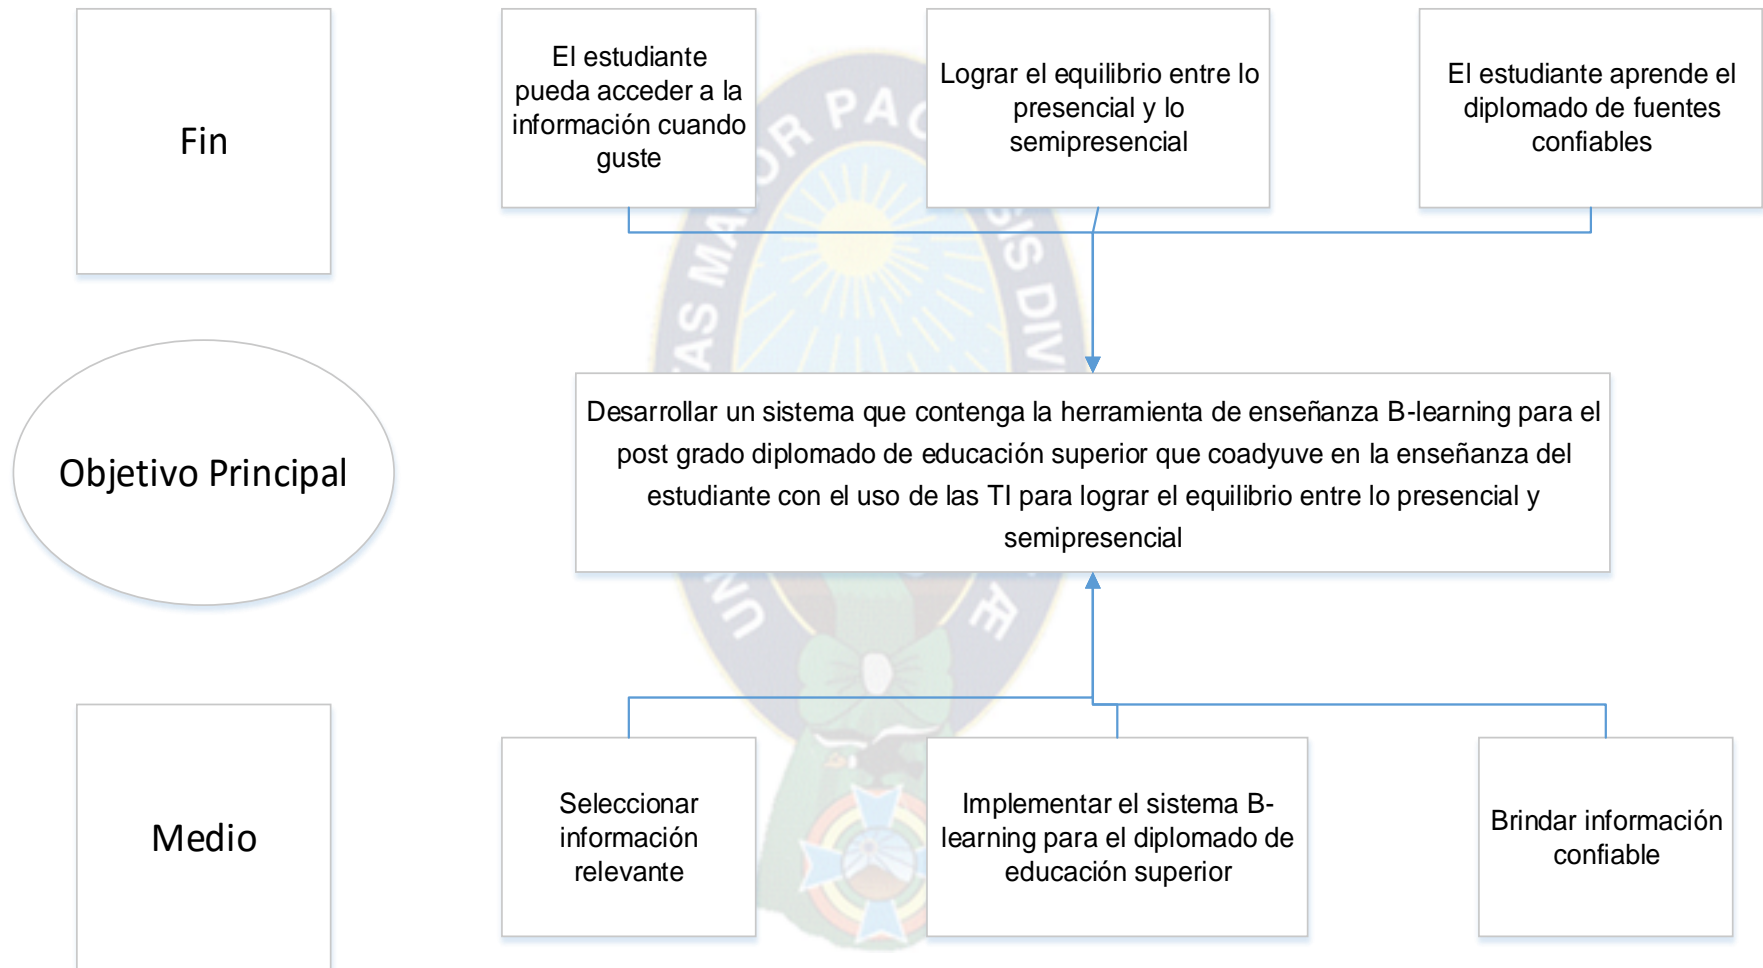 Fin
El estudiante
pueda acceder a la
información cuando
guste
Lograr el equilibrio entre lo
presencial y lo
semipresencial
El estudiante aprende el
diplomado de fuentes
confiables
Objetivo Principal
Desarrollar un sistema que contenga la herramienta de enseñanza B-learning para el
post grado diplomado de educación superior que coadyuve en la enseñanza del
estudiante con el uso de las TI para lograr el equilibrio entre lo presencial y
semipresencial
Medio
Seleccionar
información
relevante
Implementar el sistema B-
learning para el diplomado de
educación superior
Brindar información
confiable